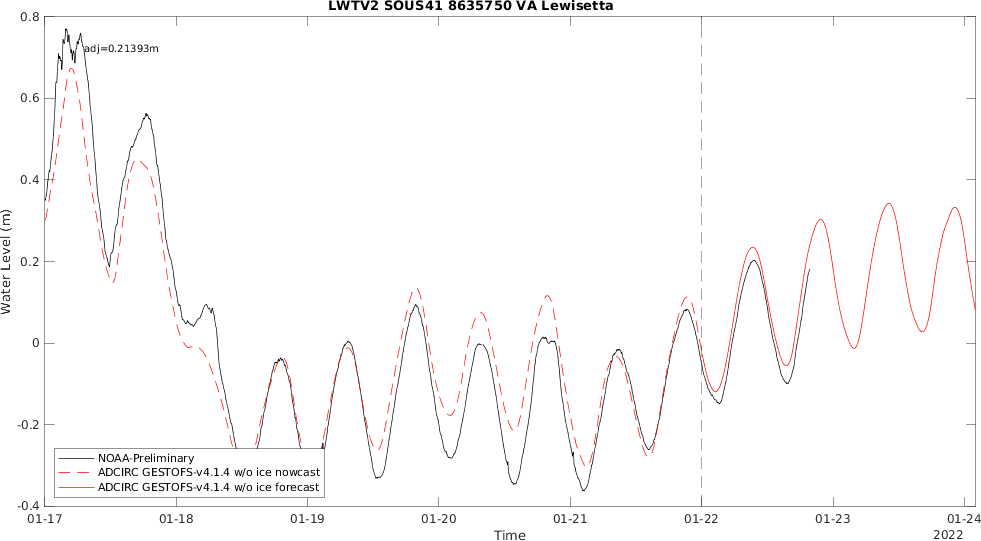 LWTV2 SOUS41 8635750 VA Lewisetta
adj=0.21393m
0.8
0.6
0.4
0.2
0
-0.2
-0.4
Water Level (m)
NOAA-Preliminary
ADCIRC GESTOFS-v4.1.4 w/o ice nowcast
ADCIRC GESTOFS-v4.1.4 w/o ice forecast
01-17 01-18 01-19 01-20 01-21 01-22 01-23 01-24
Time
2022